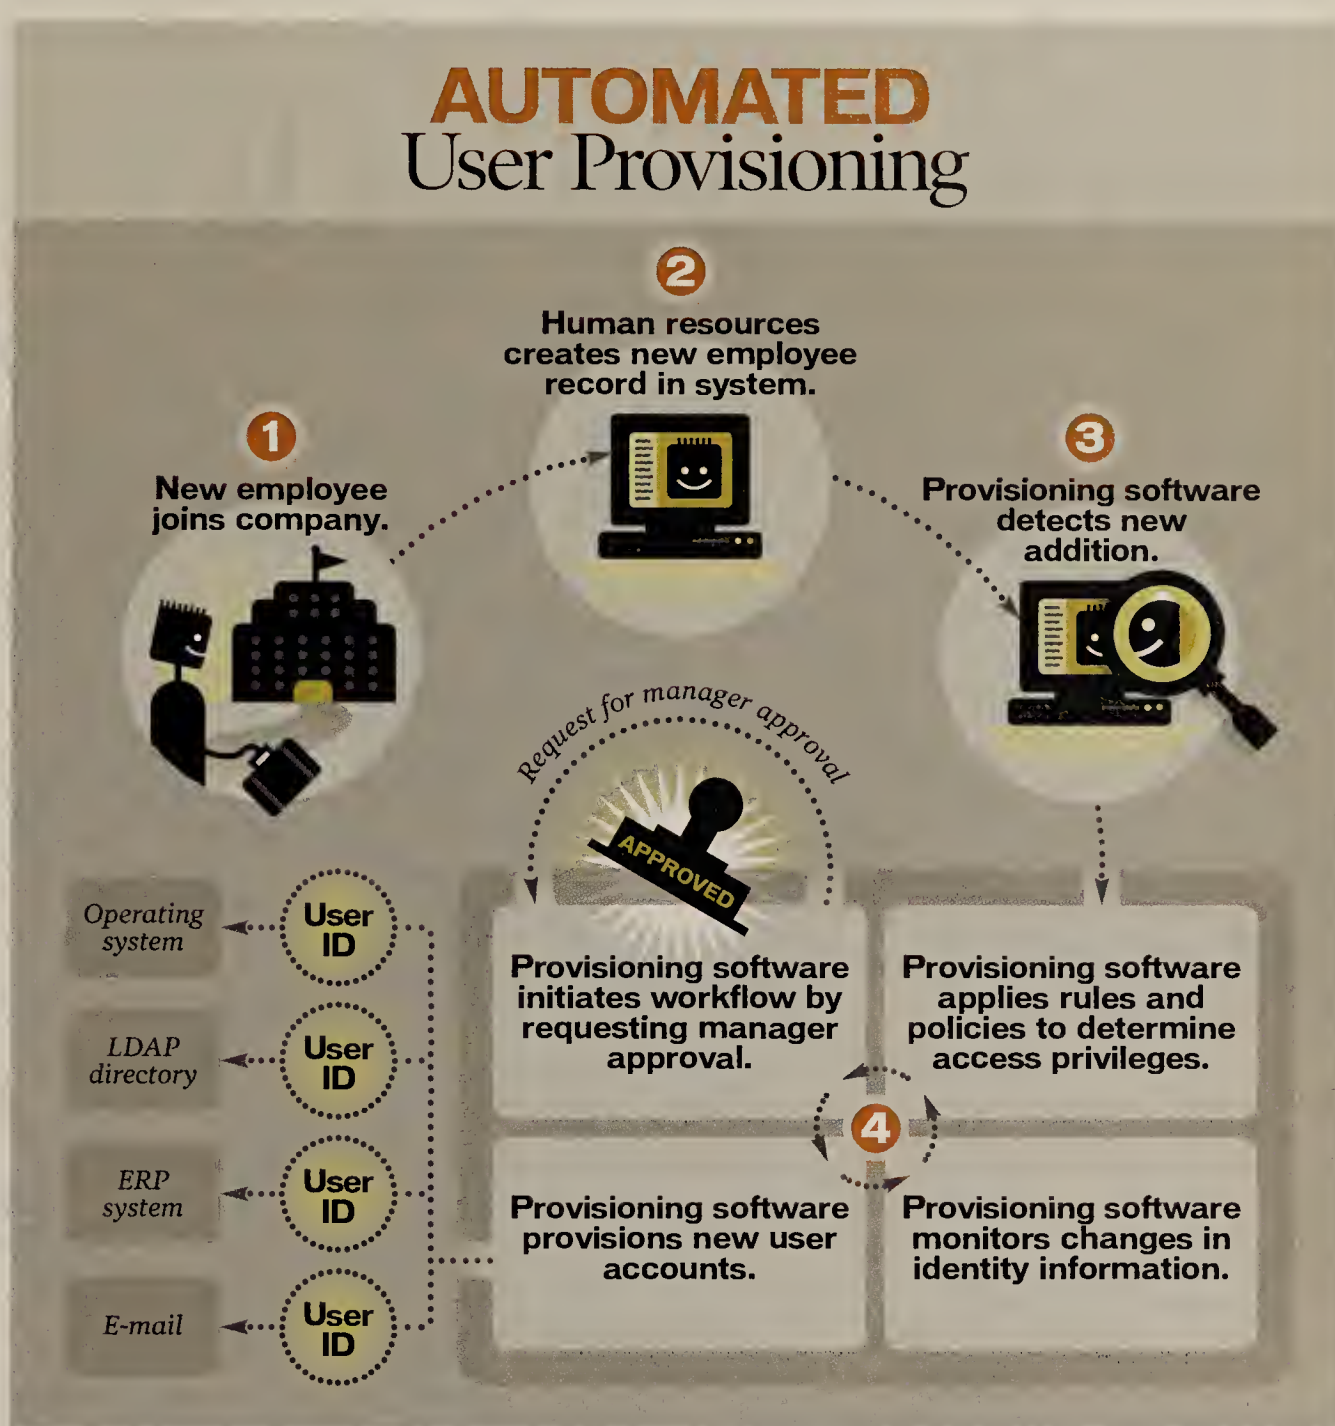 AUTOMATED
User Provisioning
1
New employee
joins company.
2
Human resources
creates new employee
record in system.
3
Provisioning software
detects new
addition.
Request for manager approval
APPROVED
Provisioning software
applies rules and
policies to determine
access privileges.
Provisioning software
initiates workflow by
requesting manager
approval.
4
Provisioning software
provisions new user
accounts.
Provisioning software
monitors changes in
identity information.
User
ID
Operating
system
User
ID
LDAP
directory
User
ID
ERP
system
User
ID
E-mail